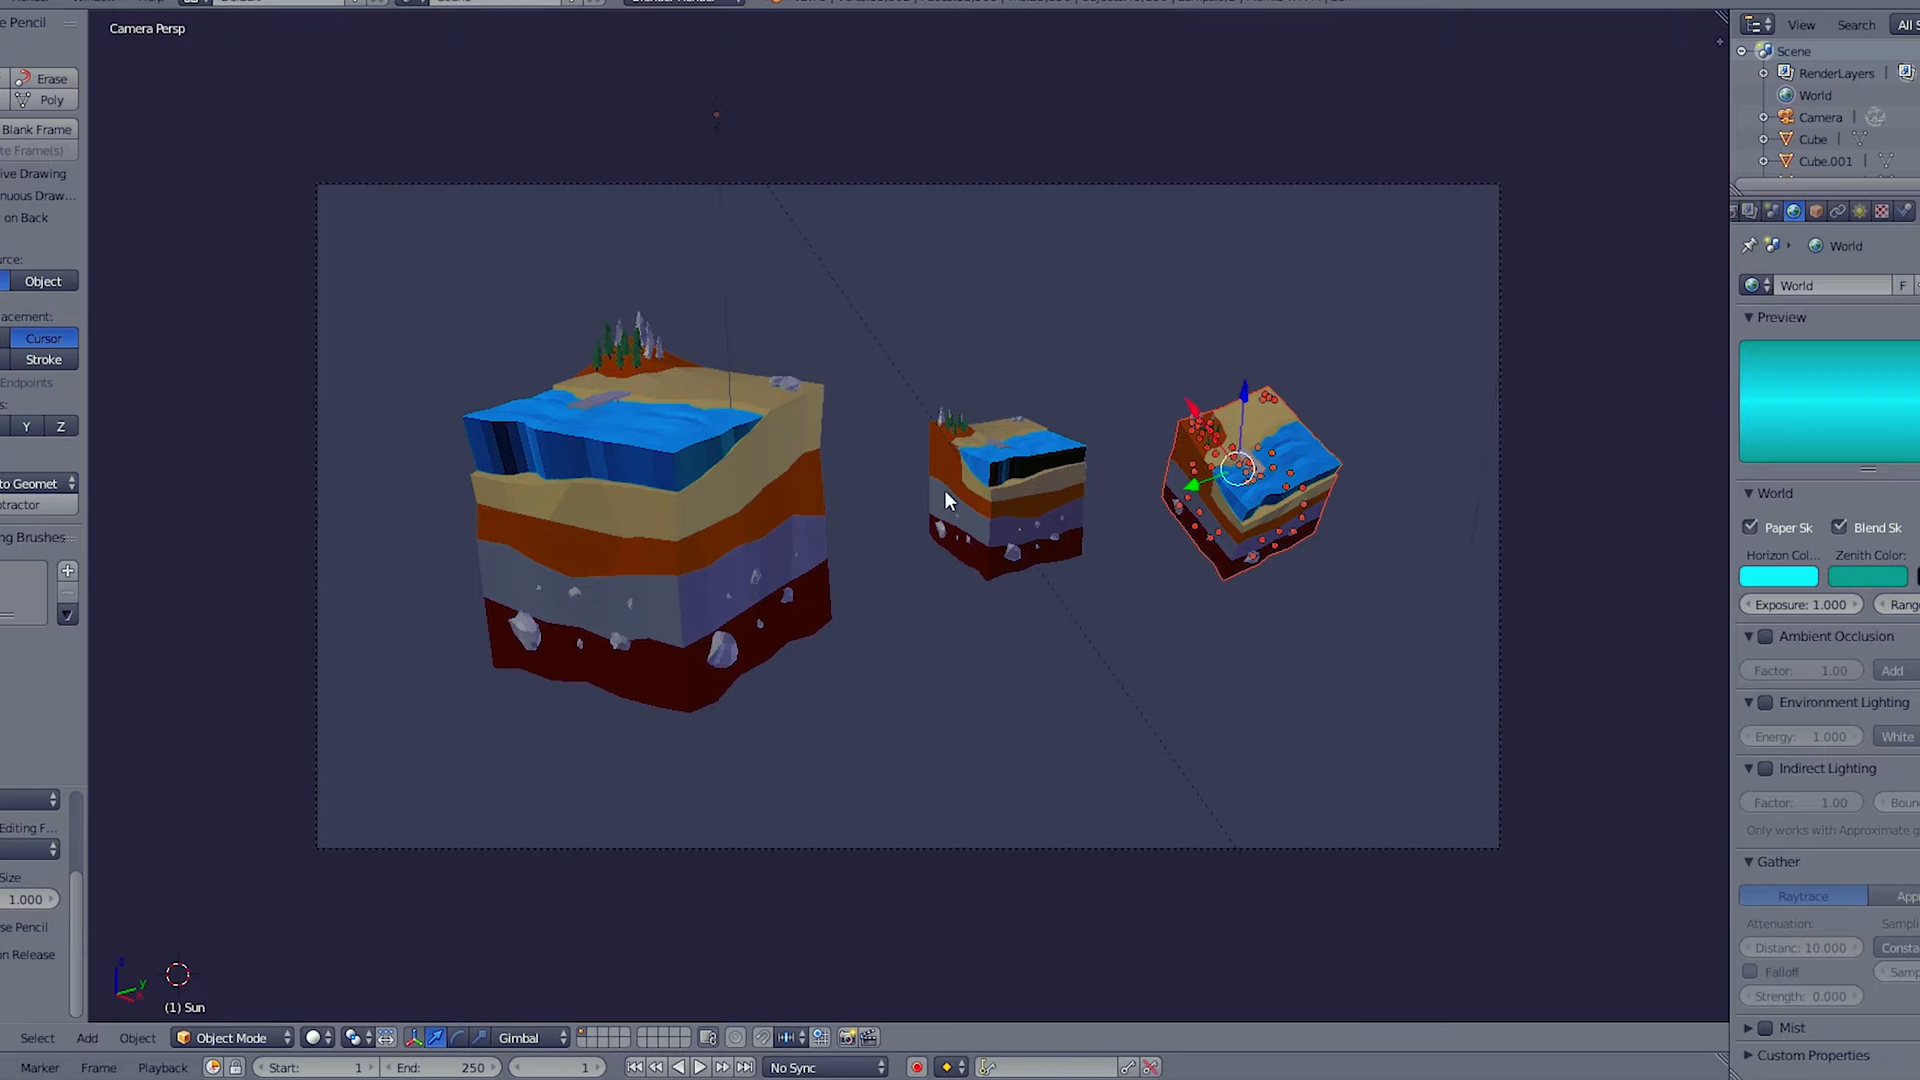 e Pencil
Erase
Poly
Blank Frame
te Frame(s)
ive Drawing
nuous Draw...
on Back
rce:
Object
acement:
Cursor
Stroke
Endpoints
s:
Y Z
to Geomet
tractor
ng Brushes
Editing F...
Size
1.000
se Pencil
on Release
Camera Persp
(1) Sun
Select Add Object Object Mode Gimbal
Marker Frame Playback Start: 1 End: 250 1 No Sync
View Search All S
Scene
RenderLayers
World
Camera
Cube
Cube.001
World
World F
Preview
World
Paper Sk Blend Sk
Horizon Col... Zenith Color:
Exposure: 1.000 Rang
Ambient Occlusion
Factor: 1.00 Add
Environment Lighting
Energy: 1.000 White
Indirect Lighting
Factor: 1.00 Boun
Only works with Approximate g
Gather
Raytrace App
Attenuation: Sampli
Distanc: 10.000 Consta
Falloff Samp
Strength: 0.000
Mist
Custom Properties